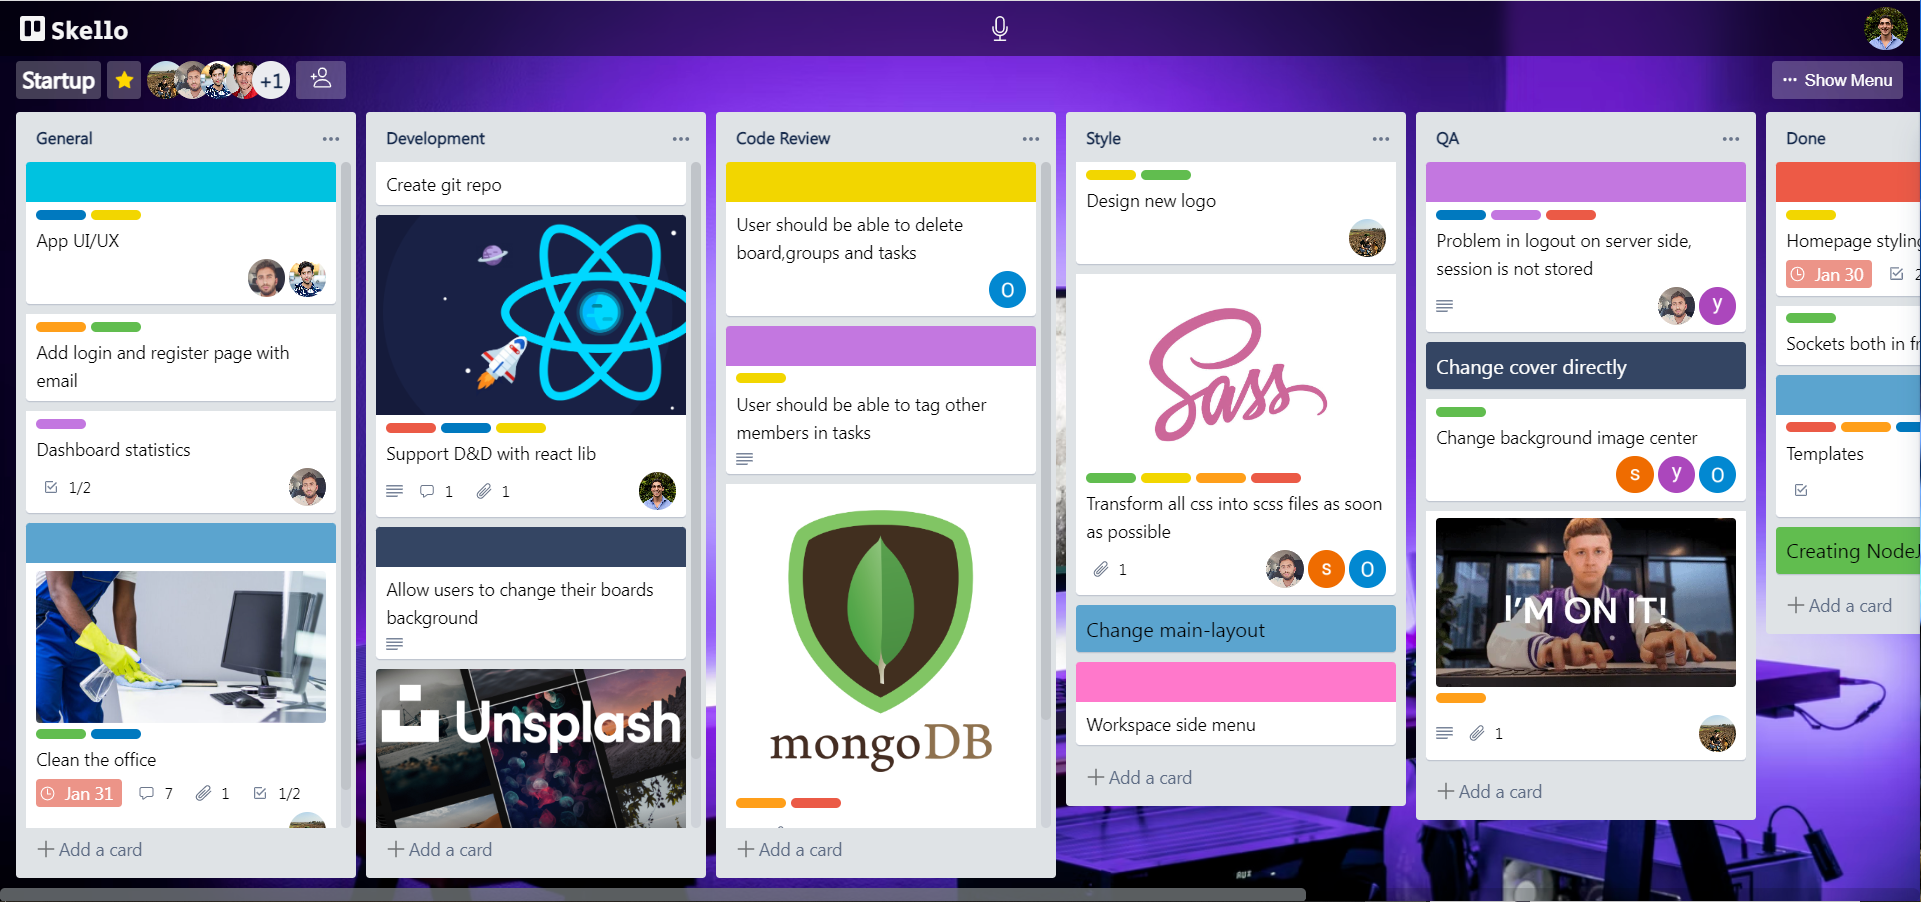 Skello
Startup
+1
··· Show Menu
General
App UI/UX
Add login and register page with
email
Dashboard statistics
1/2
Clean the office
Jan 31
7
1
1/2
+ Add a card
Development
Create git repo
Support D&D with react lib
1
1
Allow users to change their boards
background
Unsplash
+ Add a card
Code Review
User should be able to delete
board,groups and tasks
O
User should be able to tag other
members in tasks
mongoDB
+ Add a card
Style
Design new logo
Sass
Transform all css into scss files as soon
as possible
1
s
O
Change main-layout
Workspace side menu
+ Add a card
QA
Problem in logout on server side,
session is not stored
y
Change cover directly
Change background image center
s
y
O
I'M ON IT!
1
+ Add a card
Done
Homepage styling
Jan 30
2
Sockets both in fr
Templates
Creating NodeJ
+ Add a card